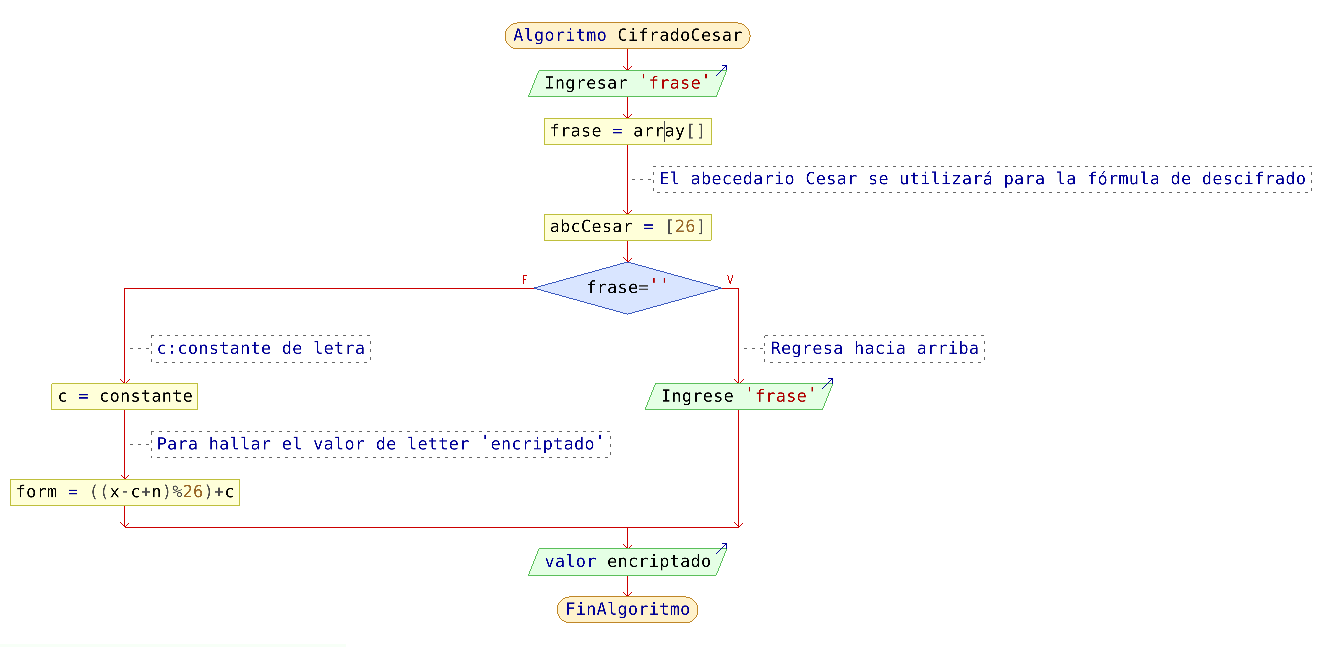 Algoritmo CifradoCesar
Ingresar 'frase'
frase = array[]
El abecedario Cesar se utilizará para la fórmula de descifrado
abcCesar = [26]
F
frase=''
V
c:constante de letra
Regresa hacia arriba
c = constante
Ingrese 'frase'
Para hallar el valor de letter 'encriptado'
form = ((x-c+n)%26)+c
valor encriptado
FinAlgoritmo